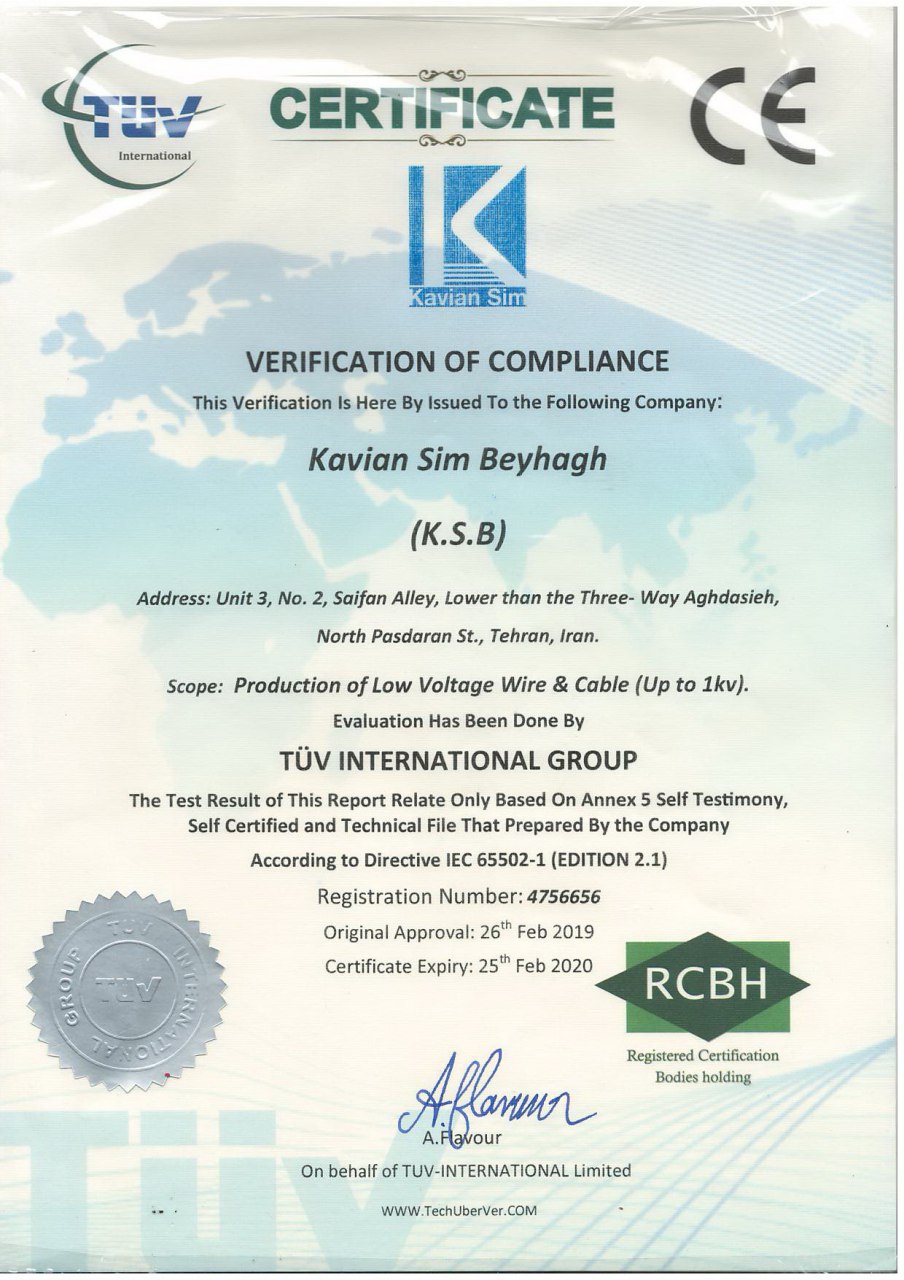 TÜV
International
CERTIFICATE
CE
Kavian Sim
VERIFICATION OF COMPLIANCE
This Verification Is Here By Issued To the Following Company:
Kavian Sim Beyhagh
(K.S.B)
Address: Unit 3, No. 2, Saifan Alley, Lower than the Three- Way Aghdasieh,
North Pasdaran St., Tehran, Iran.
Scope: Production of Low Voltage Wire & Cable (Up to 1kv).
Evaluation Has Been Done By
TÜV INTERNATIONAL GROUP
The Test Result of This Report Relate Only Based On Annex 5 Self Testimony,
Self Certified and Technical File That Prepared By the Company
According to Directive IEC 65502-1 (EDITION 2.1)
Registration Number: 4756656
Original Approval: 26th Feb 2019
Certificate Expiry: 25th Feb 2020
TUV INTERNATIONAL GROUP
TÜV
RCBH
Registered Certification
Bodies holding
A.Flavour
A.Flavour
On behalf of TUV-INTERNATIONAL Limited
WWW.TechUberVer.COM
TÜV